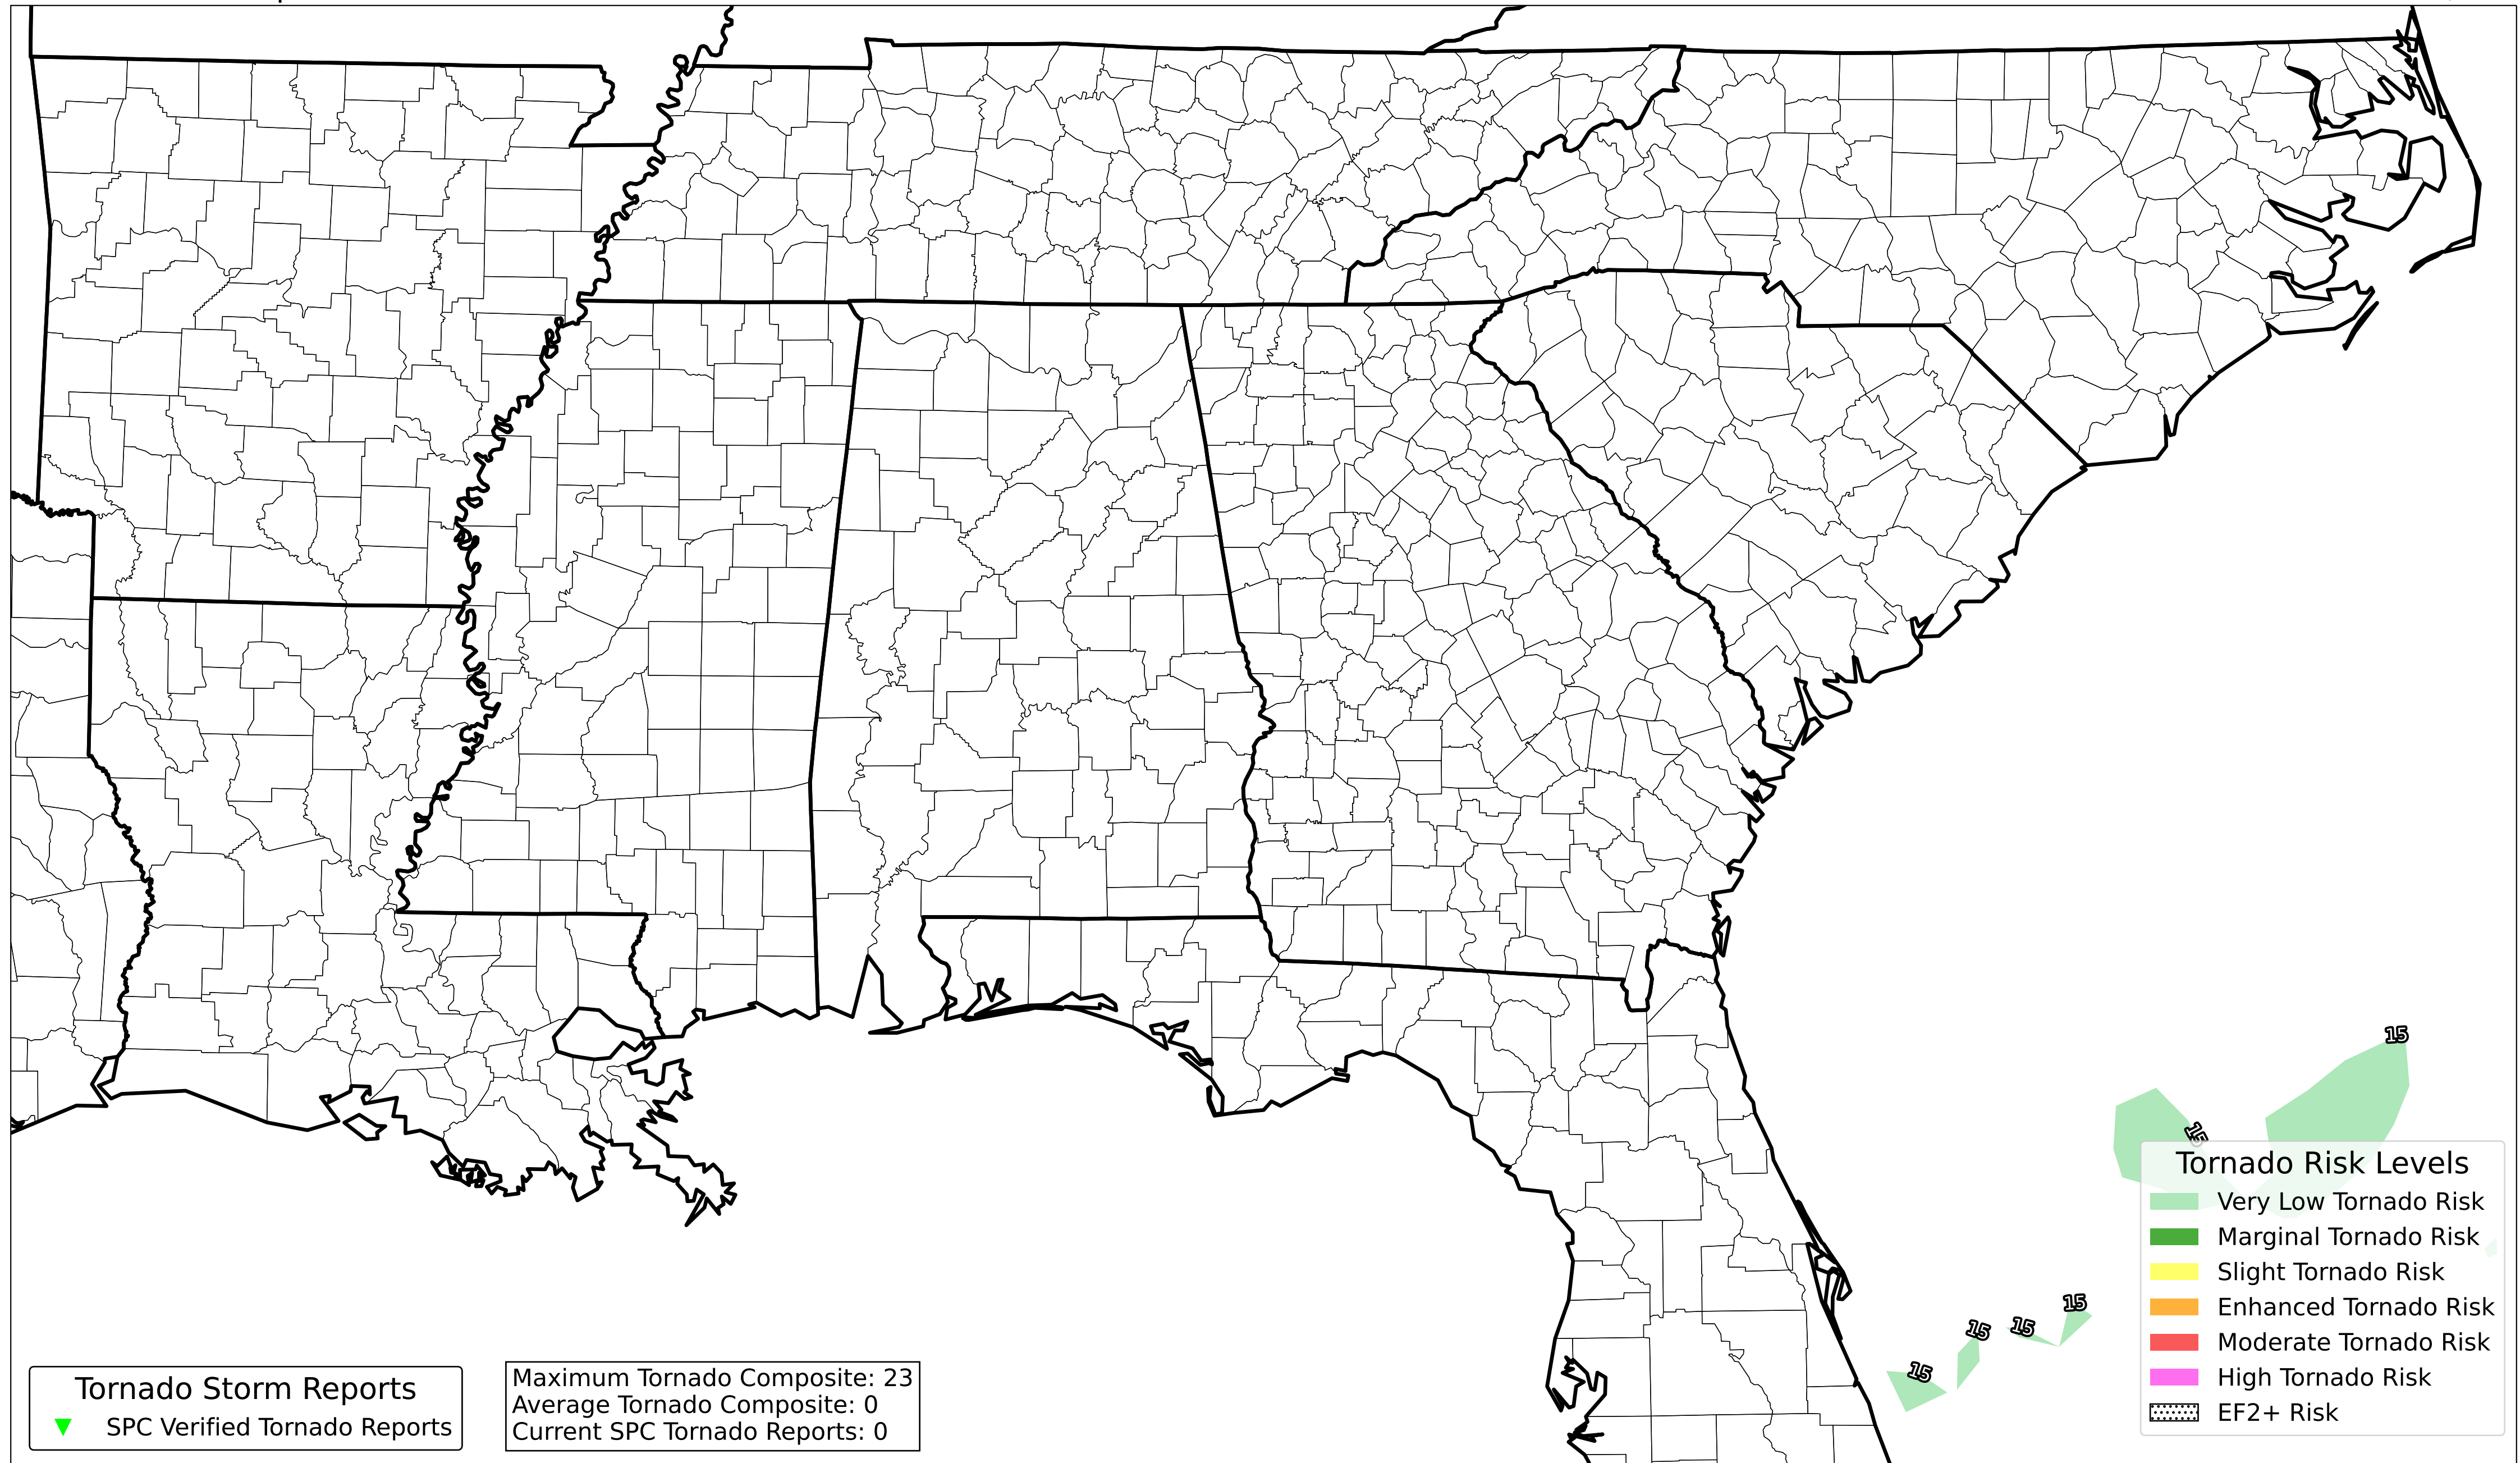 15
15
15
15
15
15
Tornado Risk Levels
Very Low Tornado Risk
Marginal Tornado Risk
Slight Tornado Risk
Enhanced Tornado Risk
Moderate Tornado Risk
High Tornado Risk
EF2+ Risk
Tornado Storm Reports
SPC Verified Tornado Reports
Maximum Tornado Composite: 23
Average Tornado Composite: 0
Current SPC Tornado Reports: 0